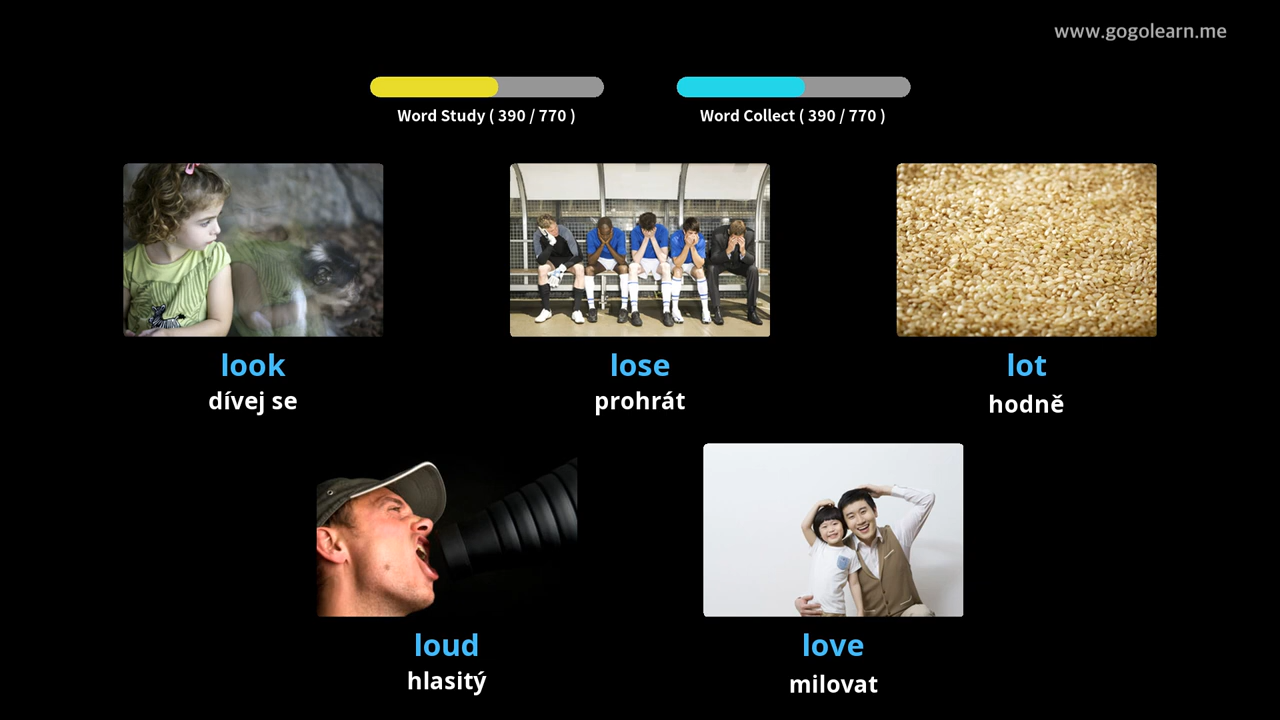 www.gogolearn.me
Word Study ( 390 / 770 )
Word Collect ( 390 / 770 )
look
dívej se
lose
prohrát
lot
hodně
loud
hlasitý
love
milovat